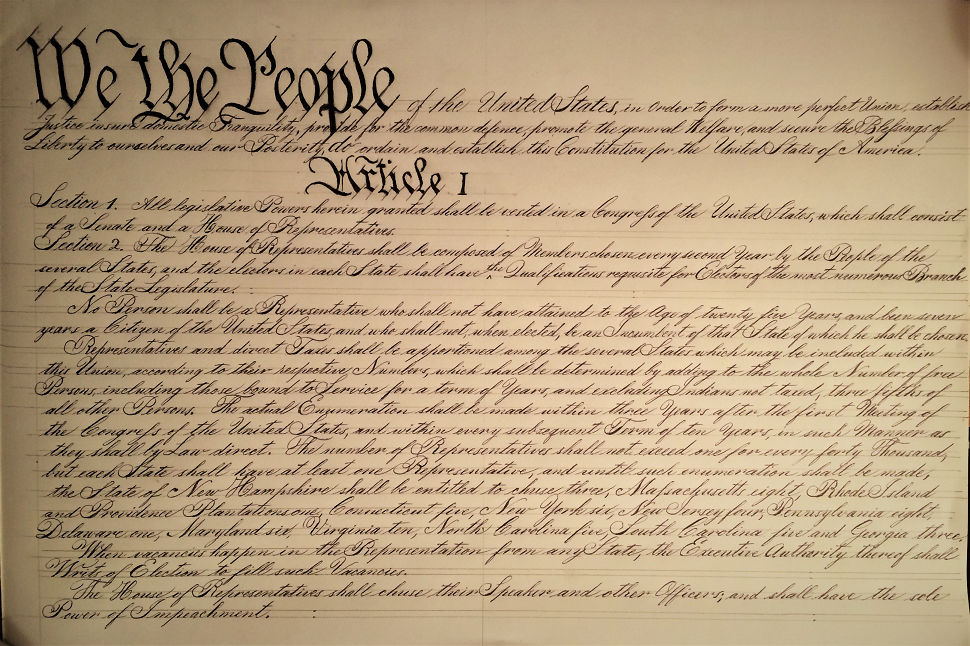 We the People of the United States, in Order to form a more perfect Union, establish
Justice insure domestic Tranquility, provide for the common defence, promote the general Welfare, and secure the Blessings of
Liberty to ourselves and our Posterity, do ordain and establish this Constitution for the United States of America.
Article I
Section 1. All legislative Powers herein granted shall be vested in a Congress of the United States, which shall consist
of a Senate and a House of Representatives.
Section 2. The House of Representatives shall be composed of Members chosen every second Year by the People of the
several States, and the electors in each State shall have the Qualifications requisite for Electors of the most numerous Branch
of the State Legislature.
No Person shall be a Representative who shall not have attained to the Age of twenty five Years, and been seven
years a Citizen of the United States, and who shall not, when elected, be an Inhabitant of that State of which he shall be chosen.
Representatives and direct Taxes shall be apportioned among the several States which may be included within
this Union, according to their respective Numbers, which shall be determined by adding to the whole Number of free
Persons, including those bound to Service for a term of Years, and excluding Indians not taxed, three fifths of
all other Persons. The actual Enumeration shall be made within three Years after the first Meeting of
the Congress of the United States, and within every subsequent Term of ten Years, in such Manner as
they shall by Law direct. The number of Representatives shall not exceed one for every forty Thousand,
but each State shall have at least one Representative, and until such enumeration shall be made,
the State of New Hampshire shall be entitled to chuse three, Massachusetts eight, Rhode Island
and Providence Plantations one, Connecticut five, New York six, New Jersey four, Pennsylvania eight
Delaware one, Maryland six, Virginia ten, North Carolina five, South Carolina five and Georgia three.
When vacancies happen in the Representation from any State, the Executive Authority thereof shall
Writs of Election to fill such Vacancies.
The House of Representatives shall chuse their Speaker and other Officers, and shall have the sole
Power of Impeachment.